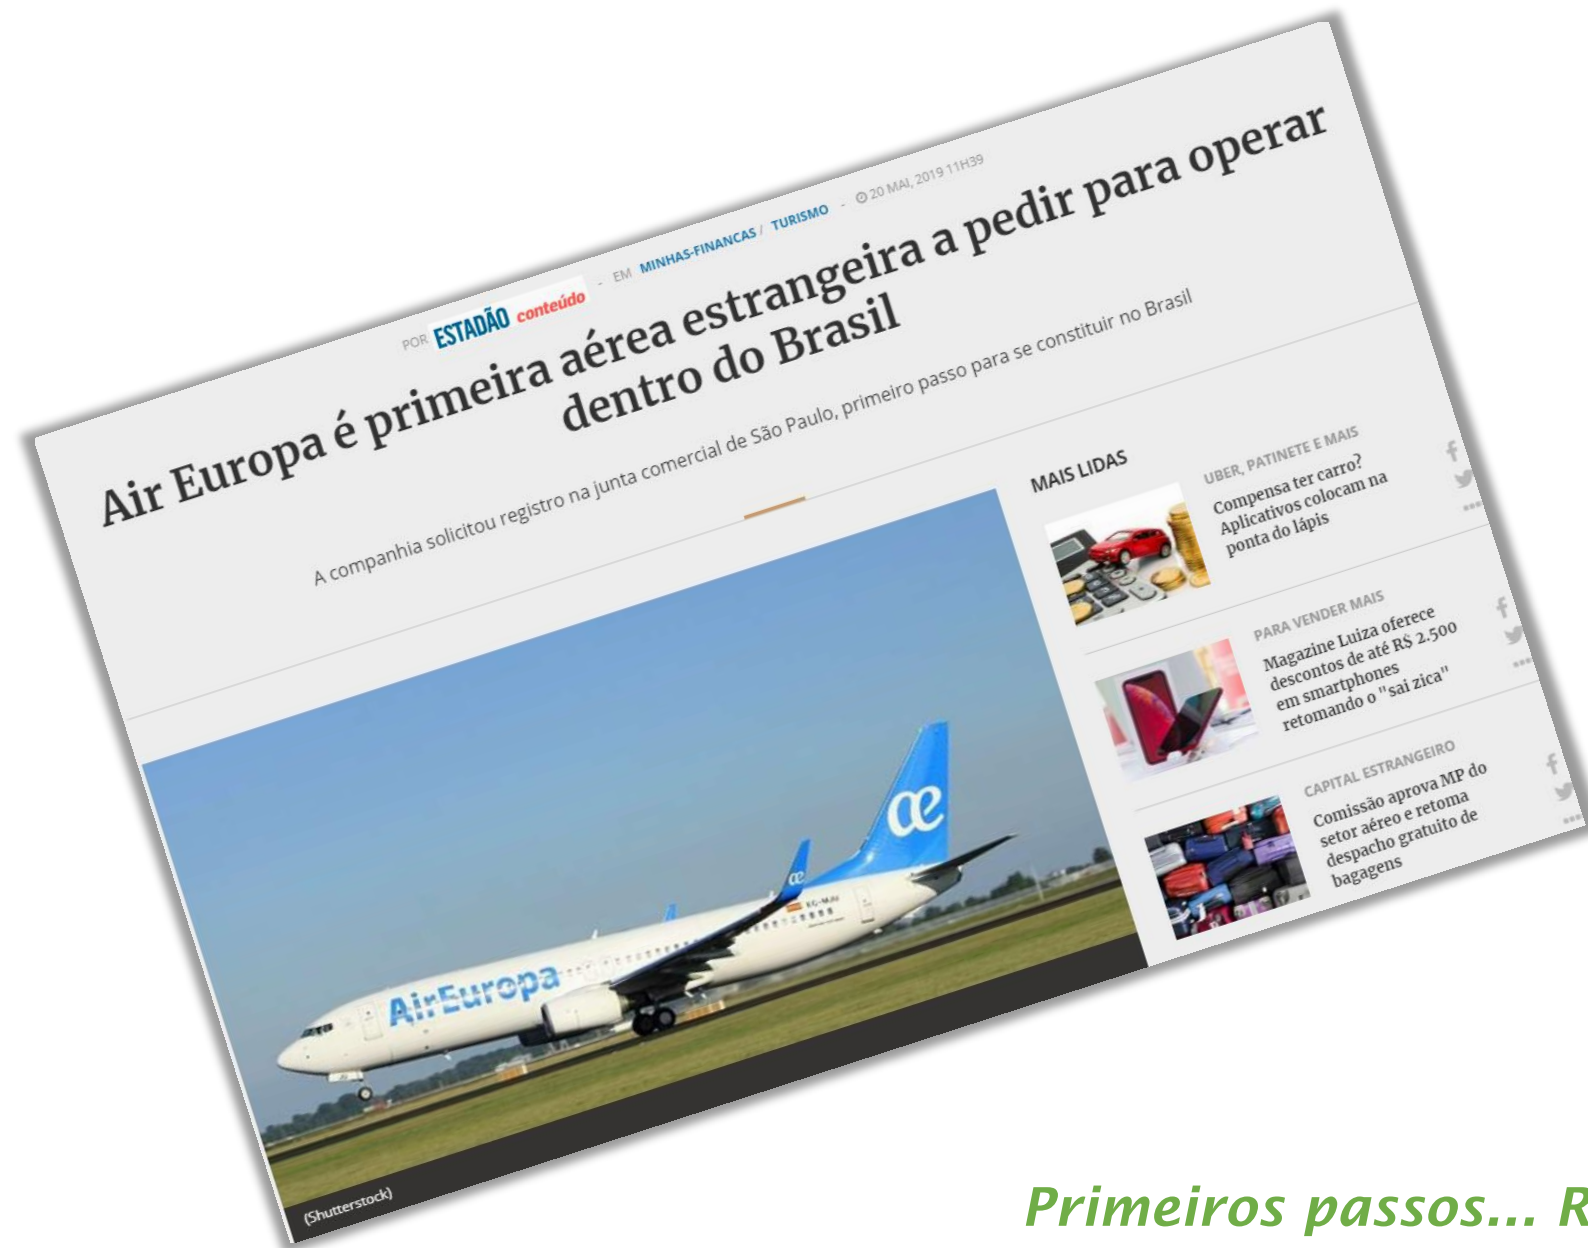 POR ESTADÃO conteúdo - EM MINHAS-FINANCAS / TURISMO - 20 MAI, 2019 11H39
Air Europa é primeira aérea estrangeira a pedir para operar
dentro do Brasil
A companhia solicitou registro na junta comercial de São Paulo, primeiro passo para se constituir no Brasil
AirEuropa
æ
æ
(Shutterstock)
MAIS LIDAS
UBER, PATINETE E MAIS
Compensa ter carro?
Aplicativos colocam na
ponta do lápis
PARA VENDER MAIS
Magazine Luiza oferece
descontos de até R$ 2.500
em smartphones
retomando o "sai zica"
CAPITAL ESTRANGEIRO
Comissão aprova MP do
setor aéreo e retoma
despacho gratuito de
bagagens
Primeiros passos... R